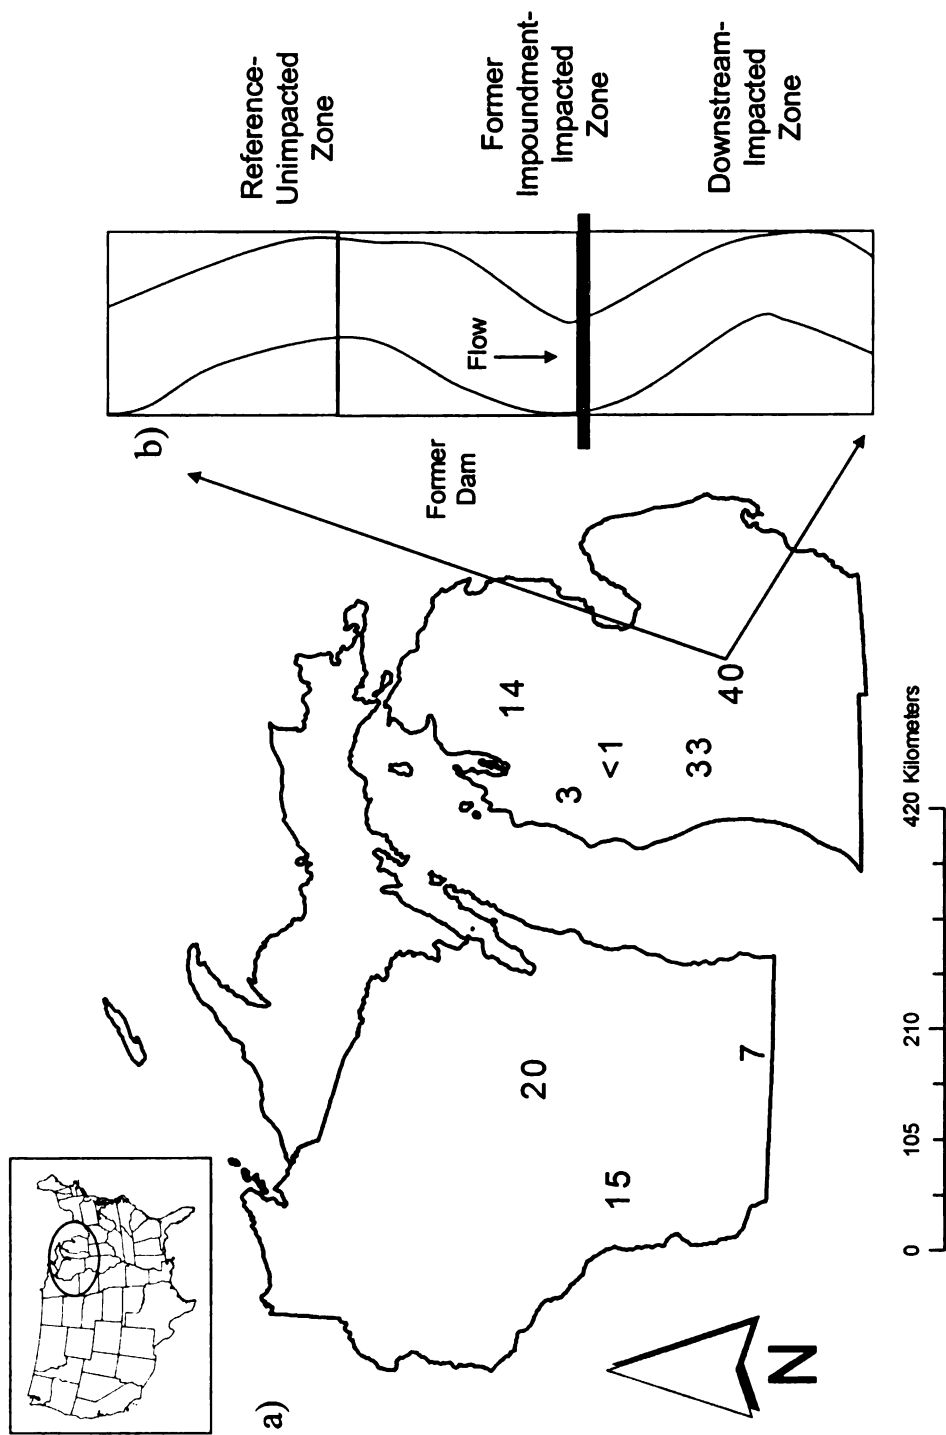 a)
b)
Reference-
Unimpacted
Zone
Former
Impoundment-
Impacted
Zone
Downstream-
Impacted
Zone
Flow
Former
Dam
14
3
<1
33
40
20
15
7
N
0 105 210 420 Kilometers